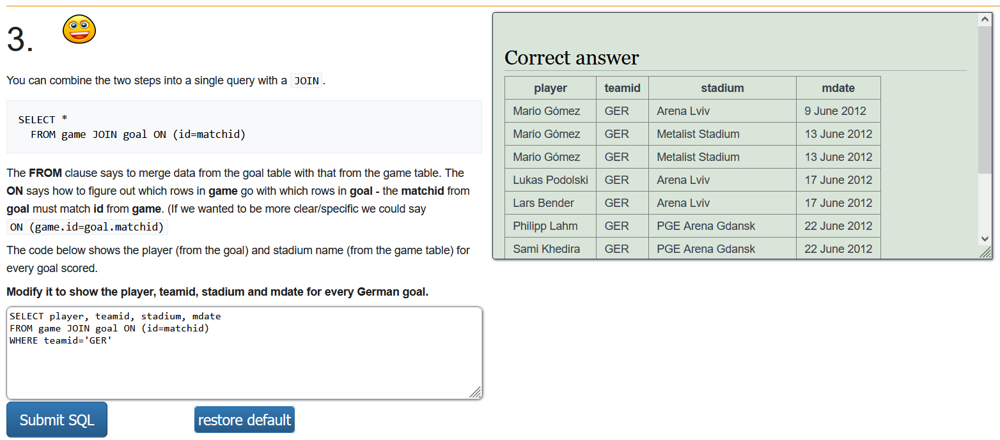 3.
You can combine the two steps into a single query with a JOIN.
SELECT *
FROM game JOIN goal ON (id=matchid)
The FROM clause says to merge data from the goal table with that from the game table. The
ON says how to figure out which rows in game go with which rows in goal - the matchid from
goal must match id from game. (If we wanted to be more clear/specific we could say
ON (game.id=goal.matchid)
The code below shows the player (from the goal) and stadium name (from the game table) for
every goal scored.
Modify it to show the player, teamid, stadium and mdate for every German goal.
SELECT player, teamid, stadium, mdate
FROM game JOIN goal ON (id=matchid)
WHERE teamid='GER'
Submit SQL restore default
Correct answer
player teamid stadium mdate
Mario Gómez GER Arena Lviv 9 June 2012
Mario Gómez GER Metalist Stadium 13 June 2012
Mario Gómez GER Metalist Stadium 13 June 2012
Lukas Podolski GER Arena Lviv 17 June 2012
Lars Bender GER Arena Lviv 17 June 2012
Philipp Lahm GER PGE Arena Gdansk 22 June 2012
Sami Khedira GER PGE Arena Gdansk 22 June 2012